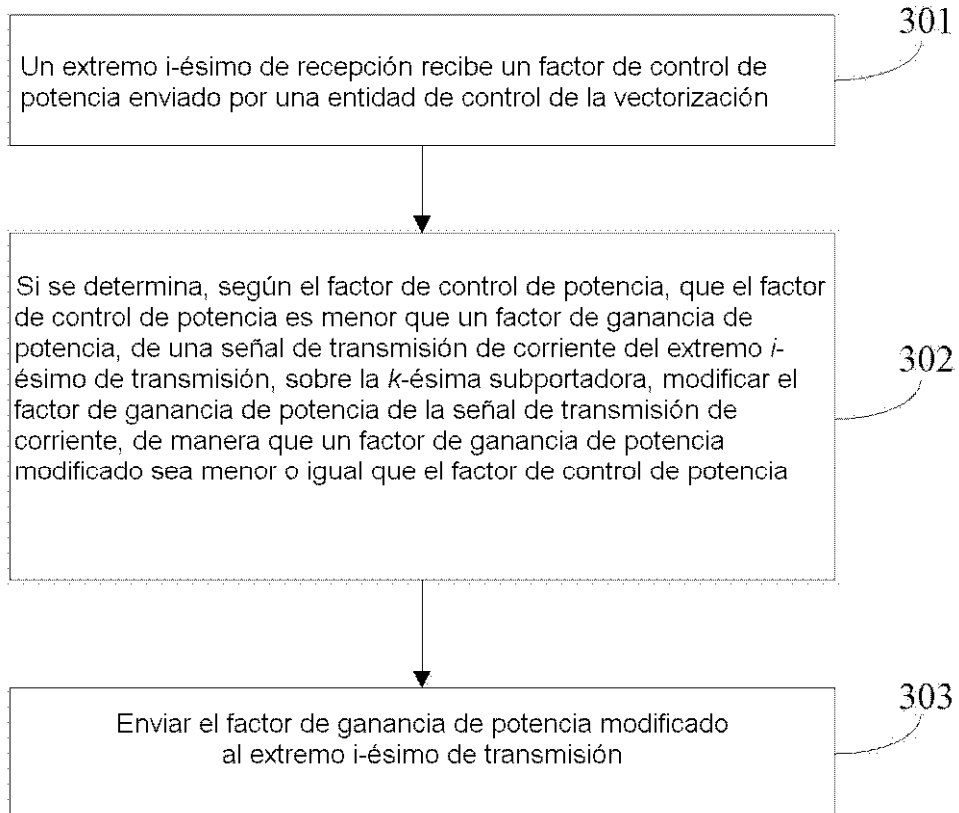 301
Un extremo i-ésimo de recepción recibe un factor de control de
potencia enviado por una entidad de control de la vectorización
Si se determina, según el factor de control de potencia, que el factor
de control de potencia es menor que un factor de ganancia de
potencia, de una señal de transmisión de corriente del extremo i-
ésimo de transmisión, sobre la k-ésima subportadora, modificar el
factor de ganancia de potencia de la señal de transmisión de
corriente, de manera que un factor de ganancia de potencia
modificado sea menor o igual que el factor de control de potencia
302
303
Enviar el factor de ganancia de potencia modificado
al extremo i-ésimo de transmisión